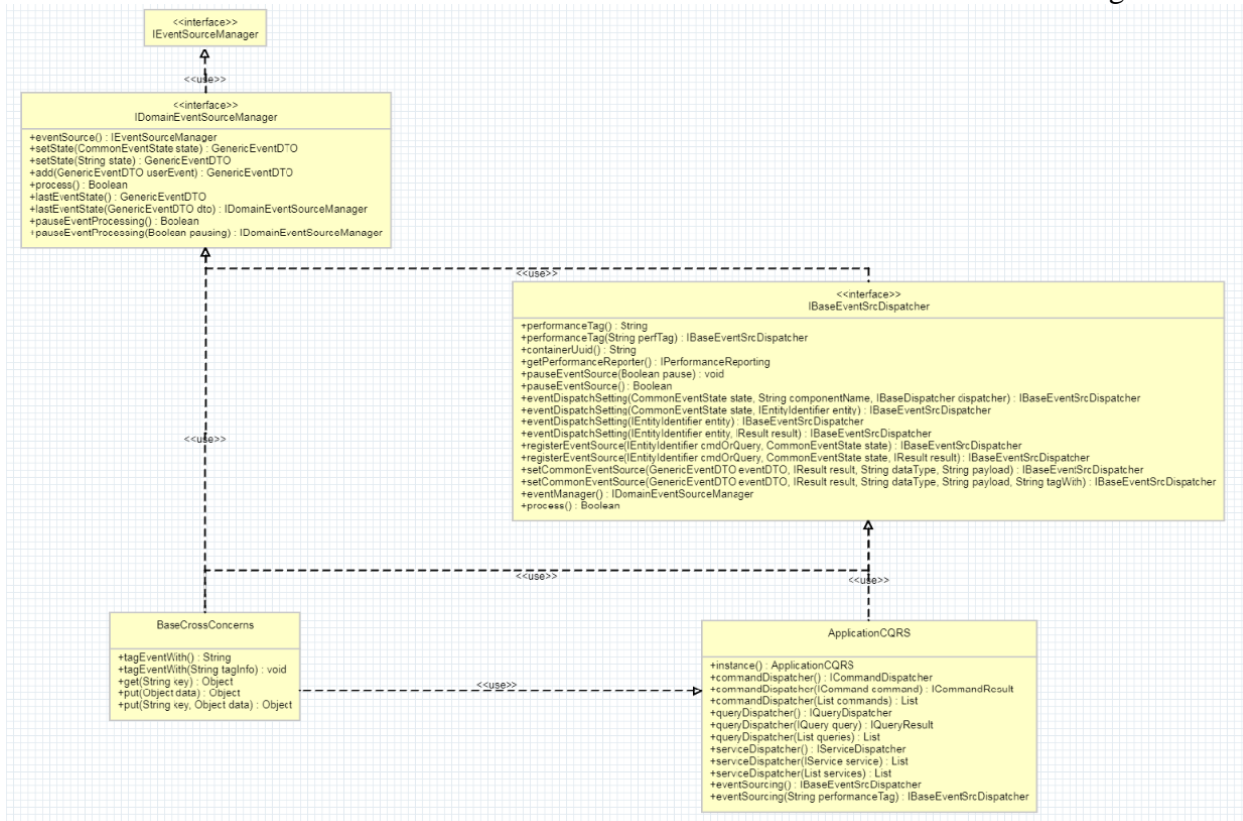 <<interface>>
IEventSourceManager
<<use>>
<<interface>>
IDomainEventSourceManager
+eventSource() : IEventSourceManager
+setState(CommonEventState state) : GenericEventDTO
+setState(String state) : GenericEventDTO
+add(GenericEventDTO userEvent) : GenericEventDTO
+process() : Boolean
+lastEventState() : GenericEventDTO
+lastEventState(GenericEventDTO dto) : IDomainEventSourceManager
+pauseEventProcessing() : Boolean
+pauseEventProcessing(Boolean pausing) : IDomainEventSourceManager
<<use>>
<<interface>>
IBaseEventSrcDispatcher
+performanceTag() : String
+performanceTag(String perfTag) : IBaseEventSrcDispatcher
+containerUuid() : String
+getPerformanceReporter() : IPerformanceReporting
+pauseEventSource(Boolean pause) : void
+pauseEventSource() : Boolean
+eventDispatchSetting(CommonEventState state, String componentName, IBaseDispatcher dispatcher) : IBaseEventSrcDispatcher
+eventDispatchSetting(CommonEventState state, IEntityIdentifier entity) : IBaseEventSrcDispatcher
+eventDispatchSetting(IEntityIdentifier entity) : IBaseEventSrcDispatcher
+eventDispatchSetting(IEntityIdentifier entity, IResult result) : IBaseEventSrcDispatcher
+registerEventSource(IEntityIdentifier cmdOrQuery, CommonEventState state) : IBaseEventSrcDispatcher
+registerEventSource(IEntityIdentifier cmdOrQuery, CommonEventState state, IResult result) : IBaseEventSrcDispatcher
+setCommonEventSource(GenericEventDTO eventDTO, IResult result, String dataType, String payload) : IBaseEventSrcDispatcher
+setCommonEventSource(GenericEventDTO eventDTO, IResult result, String dataType, String payload, String tagWith) : IBaseEventSrcDispatcher
+eventManager() : IDomainEventSourceManager
+process() : Boolean
<<use>>
<<use>>
<<use>>
BaseCrossConcerns
+tagEventWith() : String
+tagEventWith(String tagInfo) : void
+get(String key) : Object
+put(Object data) : Object
+put(String key, Object data) : Object
<<use>>
ApplicationCQRS
+instance() : ApplicationCQRS
+commandDispatcher() : ICommandDispatcher
+commandDispatcher(ICommand command) : ICommandResult
+commandDispatcher(List commands) : List
+queryDispatcher() : IQueryDispatcher
+queryDispatcher(IQuery query) : IQueryResult
+queryDispatcher(List queries) : List
+serviceDispatcher() : IServiceDispatcher
+serviceDispatcher(IService service) : List
+serviceDispatcher(List services) : List
+eventSourcing() : IBaseEventSrcDispatcher
+eventSourcing(String performanceTag) : IBaseEventSrcDispatcher